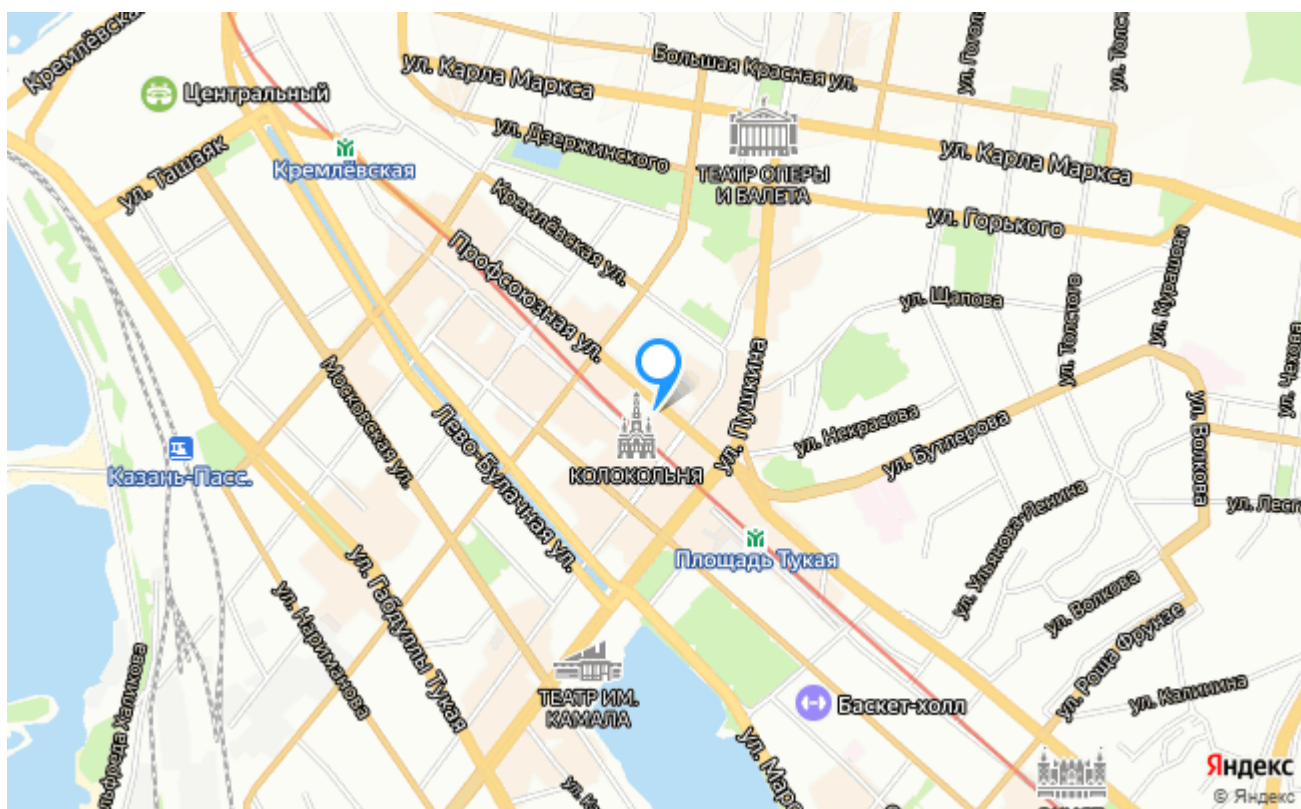 Кремлёвска
Большая Красная ул.
ул. Гогол
ул. Толст
ул. Карла Маркса
Центральный
ул. Дзержинского
ул. Карла Маркса
Кремлёвская
ул. Ташаяк
ТЕАТР ОПЕРЫ
И БАЛЕТА
Кремлёвская ул.
ул. Горького
Профсоюзная ул.
ул. Щапова
ул. Курашова
ул. Толстого
ул. Чехова
Московская ул.
ул. Пушкина
Лево-Булачная ул.
ул. Некрасова
ул. Бутлерова
ул. Волкова
КОЛОКОЛЬНЯ
Казань-Пасс.
ул. Лесга
Площадь Тукая
ул. Ульянова-Ленина
ул. Габдуллы Тукая
ул. Нариманова
ул. Волкова
ул. Роща Фрунзе
льфреда Халикова
ТЕАТР ИМ.
КАМАЛА
Баскет-холл
ул. Калинина
ул. Марс
ул. К
Яндекс
© Яндекс